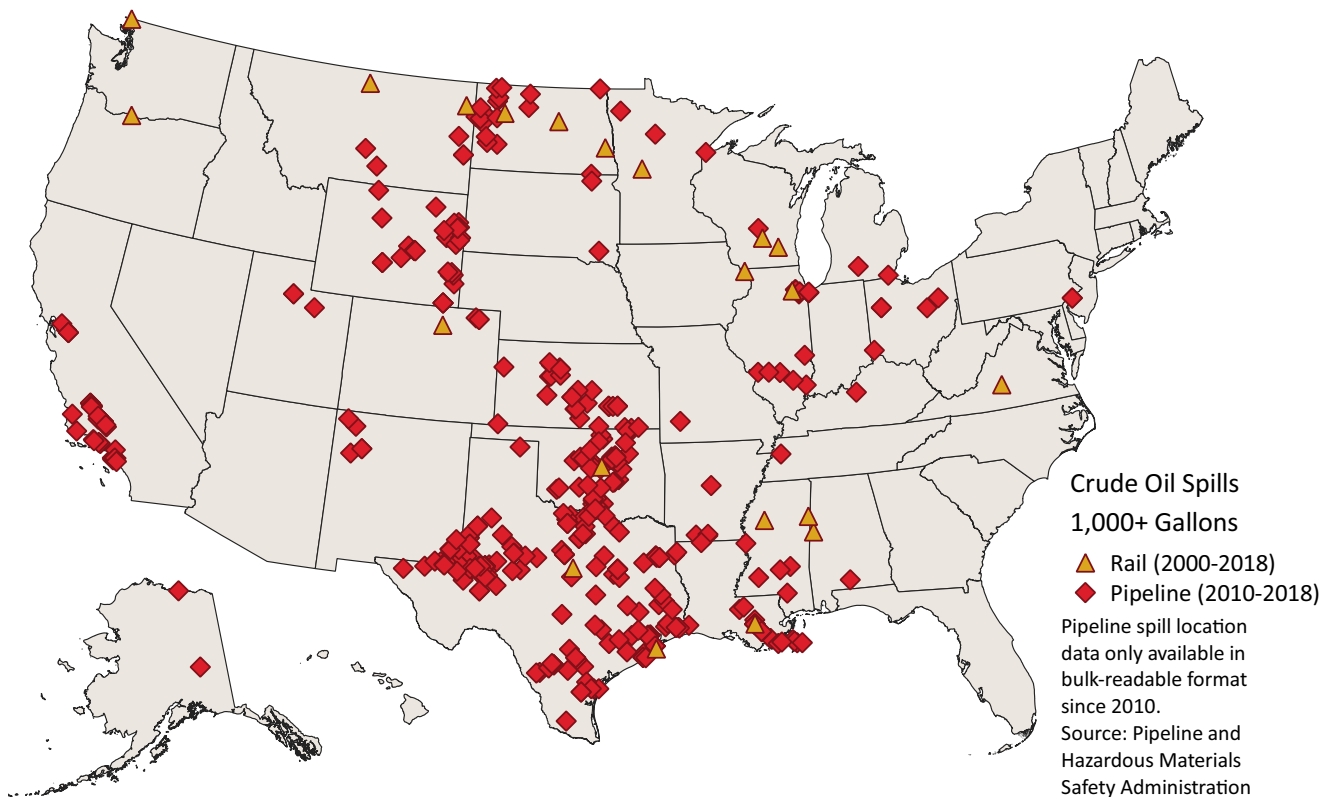 Crude Oil Spills
1,000+ Gallons
Rail (2000-2018)
Pipeline (2010-2018)
Pipeline spill location
data only available in
bulk-readable format
since 2010.
Source: Pipeline and
Hazardous Materials
Safety Administration